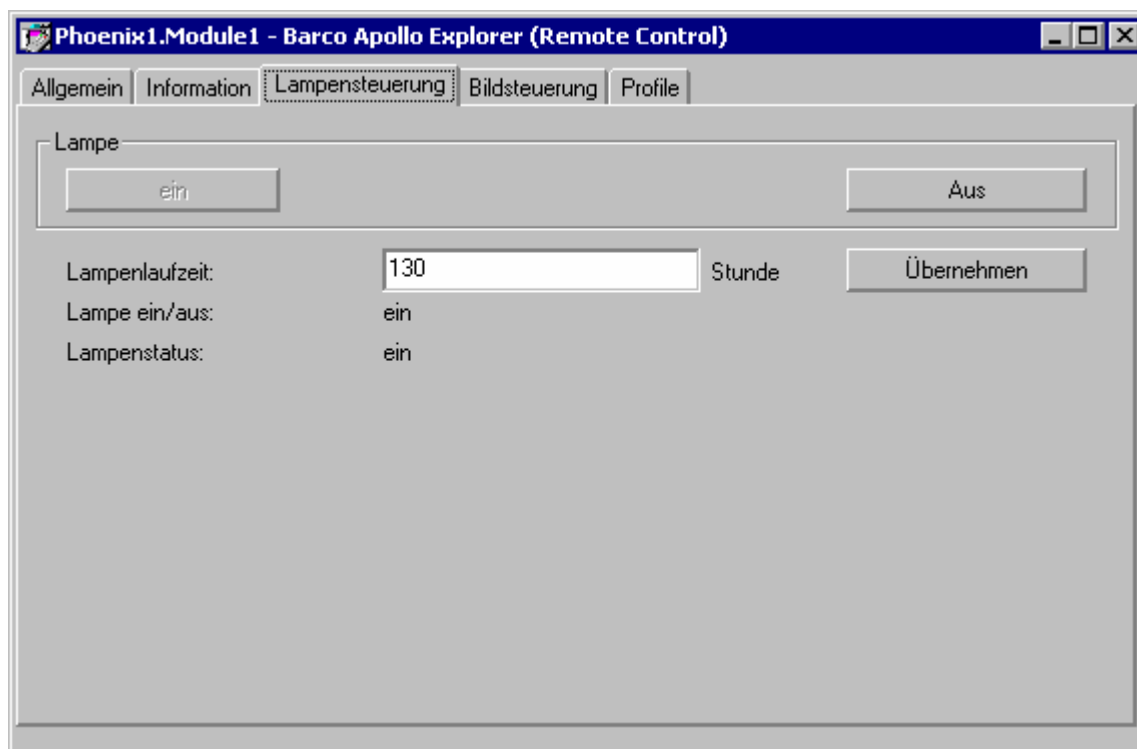 Phoenix1.Module1 - Barco Apollo Explorer (Remote Control)
Allgemein Information Lampensteuerung Bildsteuerung Profile
Lampe
ein Aus
Lampenlaufzeit: 130 Stunde Übernehmen
Lampe ein/aus: ein
Lampenstatus: ein